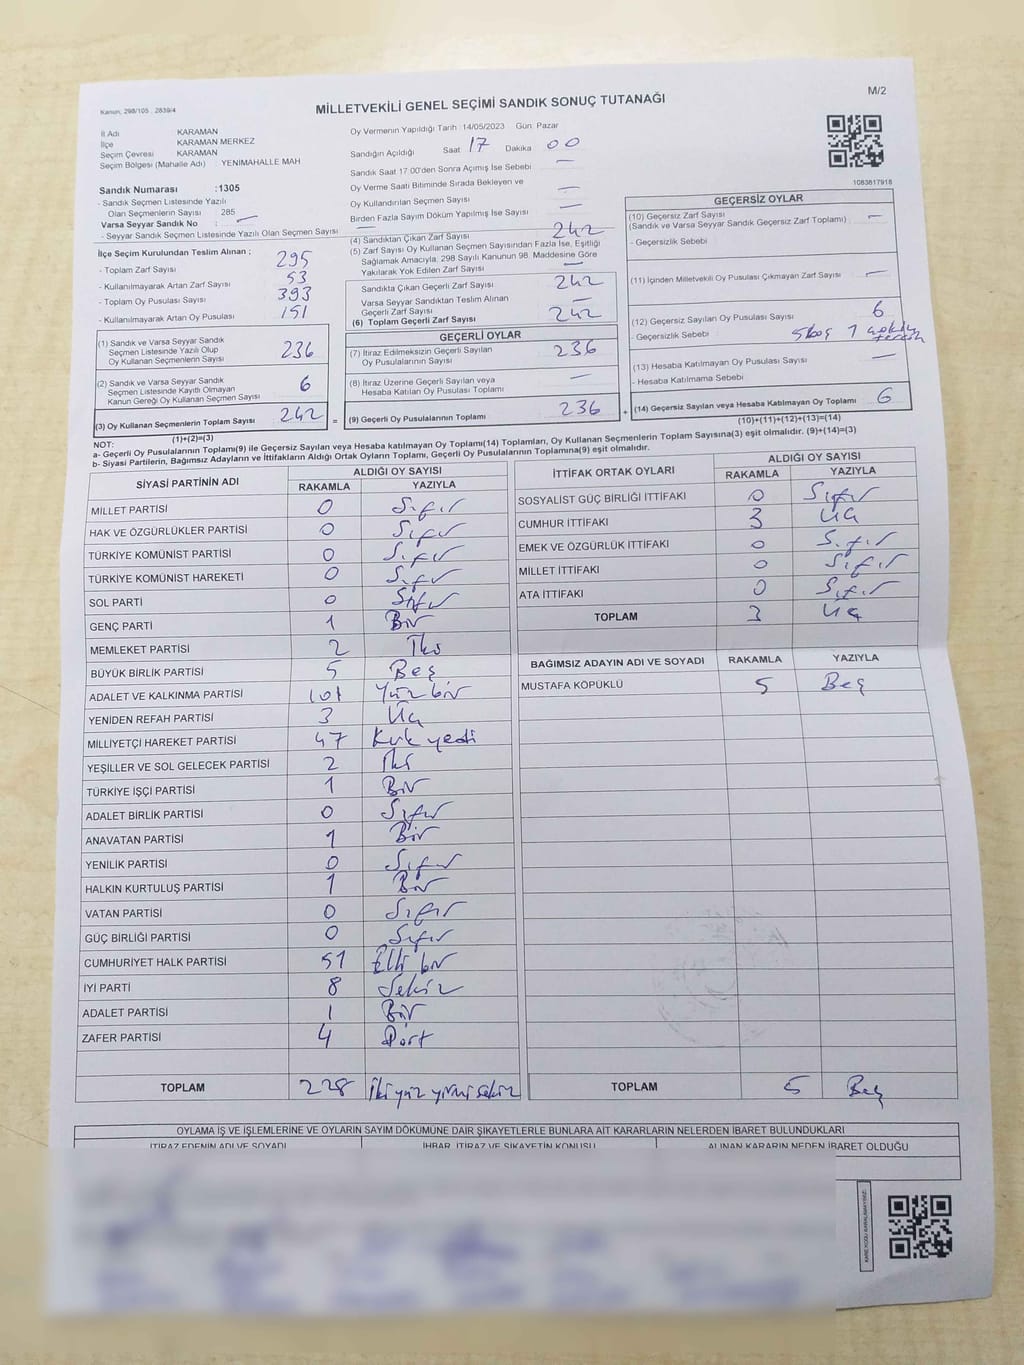 Kanun, 298/105 , 2839/4
M/2
MİLLETVEKİLİ GENEL SEÇİMİ SANDIK SONUÇ TUTANAĞI
İl Adı KARAMAN
İlçe KARAMAN MERKEZ
Seçim Çevresi KARAMAN
Seçim Bölgesi (Mahalle Adı) YENİMAHALLE MAH
Sandık Numarası :1305
- Sandık Seçmen Listesinde Yazılı
Olan Seçmenlerin Sayısı : 285
Varsa Seyyar Sandık No : —
- Seyyar Sandık Seçmen Listesinde Yazılı Olan Seçmen Sayısı —
Oy Vermenin Yapıldığı Tarih : 14/05/2023 Gün: Pazar
Sandığın Açıldığı Saat 17 Dakika 00
Sandık Saat 17.00'den Sonra Açımış İse Sebebi —
Oy Verme Saati Bitiminde Sırada Bekleyen ve
Oy Kullandırılan Seçmen Sayısı —
Birden Fazla Sayım Döküm Yapılmış İse Sayısı —
1083817918
İlçe Seçim Kurulundan Teslim Alınan ;
- Toplam Zarf Sayısı 295
- Kullanılmayarak Artan Zarf Sayısı 53
- Toplam Oy Pusulası Sayısı 393
- Kullanılmayarak Artan Oy Pusulası 151
(4) Sandıktan Çıkan Zarf Sayısı 242
(5) Zarf Sayısı Oy Kullanan Seçmen Sayısından Fazla İse, Eşitliği
Sağlamak Amacıyla, 298 Sayılı Kanunun 98. Maddesine Göre
Yakılarak Yok Edilen Zarf Sayısı —
Sandıkta Çıkan Geçerli Zarf Sayısı 242
Varsa Seyyar Sandıktan Teslim Alınan
Geçerli Zarf Sayısı —
(6) Toplam Geçerli Zarf Sayısı 242
GEÇERSİZ OYLAR
(10) Geçersiz Zarf Sayısı —
(Sandık ve Varsa Seyyar Sandık Geçersiz Zarf Toplamı)
- Geçersizlik Sebebi
(11) İçinden Milletvekili Oy Pusulası Çıkmayan Zarf Sayısı —
(12) Geçersiz Sayılan Oy Pusulası Sayısı 6
- Geçersizlik Sebebi 5 boş 1
(13) Hesaba Katılmayan Oy Pusulası Sayısı —
- Hesaba Katılmama Sebebi
(14) Geçersiz Sayılan veya Hesaba Katılmayan Oy Toplamı 6
(10)+(11)+(12)+(13)=(14)
(1) Sandık ve Varsa Seyyar Sandık
Seçmen Listesinde Yazılı Olup
Oy Kullanan Seçmenlerin Sayısı 236
(2) Sandık ve Varsa Seyyar Sandık
Seçmen Listesinde Kayıtlı Olmayan
Kanun Gereği Oy Kullanan Seçmen Sayısı 6
(3) Oy Kullanan Seçmenlerin Toplam Sayısı 242 =
(1)+(2)=(3)
GEÇERLİ OYLAR
(7) İtiraz Edilmeksizin Geçerli Sayılan
Oy Pusulasının Sayısı 236
(8) İtiraz Üzerine Geçerli Sayılan veya
Hesaba Katılan Oy Pusulası Toplamı —
(9) Geçerli Oy Pusulalarının Toplamı 236 +
NOT:
a- Geçerli Oy Pusulalarının Toplamı(9) ile Geçersiz Sayılan veya Hesaba katılmayan Oy Toplamı(14) Toplamları, Oy Kullanan Seçmenlerin Toplam Sayısına(3) eşit olmalıdır. (9)+(14)=(3)
b- Siyasi Partilerin, Bağımsız Adayların ve İttifakların Aldığı Ortak Oyların Toplamı, Geçerli Oy Pusulalarının Toplamına(9) eşit olmalıdır.
SİYASİ PARTİNİN ADI ALDIĞI OY SAYISI
RAKAMLA YAZIYLA
MİLLET PARTİSİ 0 Sıfır
HAK VE ÖZGÜRLÜKLER PARTİSİ 0 Sıfır
TÜRKİYE KOMÜNİST PARTİSİ 0 Sıfır
TÜRKİYE KOMÜNİST HAREKETİ 0 Sıfır
SOL PARTİ 0 Sıfır
GENÇ PARTİ 1 Bir
MEMLEKET PARTİSİ 2 İki
BÜYÜK BİRLİK PARTİSİ 5 Beş
ADALET VE KALKINMA PARTİSİ 101 Yüz bir
YENİDEN REFAH PARTİSİ 3 Üç
MİLLİYETÇİ HAREKET PARTİSİ 47 Kırk yedi
YEŞİLLER VE SOL GELECEK PARTİSİ 2 İki
TÜRKİYE İŞÇİ PARTİSİ 1 Bir
ADALET BİRLİK PARTİSİ 0 Sıfır
ANAVATAN PARTİSİ 1 Bir
YENİLİK PARTİSİ 0 Sıfır
HALKIN KURTULUŞ PARTİSİ 1 Bir
VATAN PARTİSİ 0 Sıfır
GÜÇ BİRLİĞİ PARTİSİ 0 Sıfır
CUMHURİYET HALK PARTİSİ 51 Elli bir
İYİ PARTİ 8 Sekiz
ADALET PARTİSİ 1 Bir
ZAFER PARTİSİ 4 Dört
TOPLAM 228 İki yüz yirmi sekiz
İTTİFAK ORTAK OYLARI ALDIĞI OY SAYISI
RAKAMLA YAZIYLA
SOSYALİST GÜÇ BİRLİĞİ İTTİFAKI 0 Sıfır
CUMHUR İTTİFAKI 3 Üç
EMEK VE ÖZGÜRLÜK İTTİFAKI 0 Sıfır
MİLLET İTTİFAKI 0 Sıfır
ATA İTTİFAKI 0 Sıfır
TOPLAM 3 Üç
BAĞIMSIZ ADAYIN ADI VE SOYADI RAKAMLA YAZIYLA
MUSTAFA KÖPÜKLÜ 5 Beş
TOPLAM 5 Beş
OYLAMA İŞ VE İŞLEMLERİNE VE OYLARIN SAYIM DÖKÜMÜNE DAİR ŞİKAYETLERLE BUNLARA AİT KARARLARIN NELERDEN İBARET BULUNDUKLARI
İTİRAZ EDENİN ADI VE SOYADI İHBAR, İTİRAZ VE ŞİKAYETİN KONUSU ALINAN KARARIN NEDEN İBARET OLDUĞU
KARE KODU KARALAMAYINIZ!